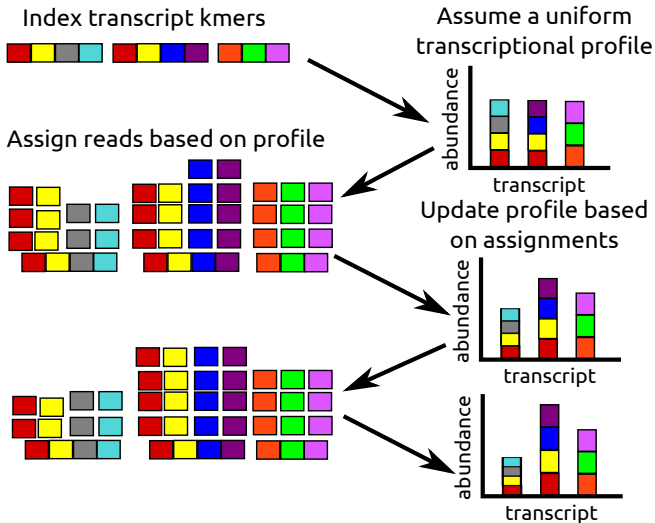 Index transcript kmers
Assume a uniform
transcriptional profile
abundance
transcript
Assign reads based on profile
Update profile based
on assignments
abundance
transcript
abundance
transcript